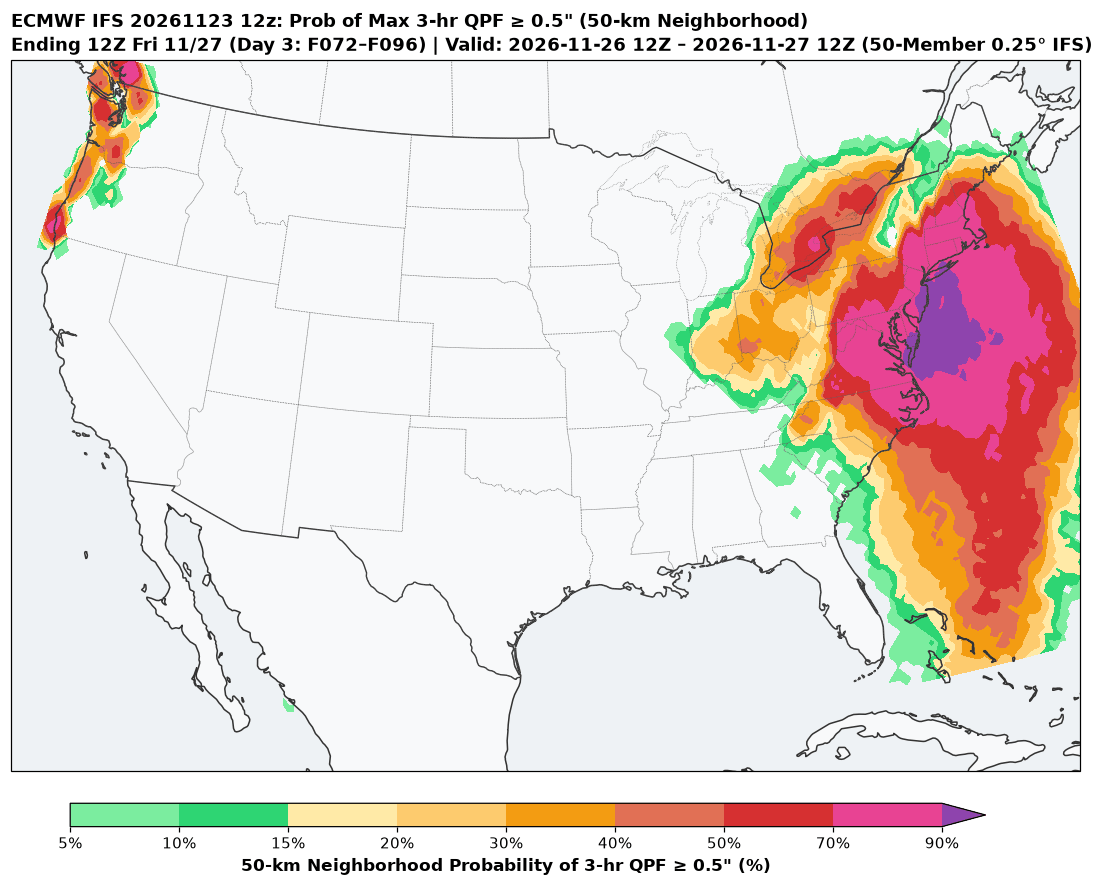 ECMWF IFS 20261123 12z: Prob of Max 3-hr QPF ≥ 0.5" (50-km Neighborhood)
Ending 12Z Fri 11/27 (Day 3: F072–F096) | Valid: 2026-11-26 12Z – 2026-11-27 12Z (50-Member 0.25° IFS)
5% 10% 15% 20% 30% 40% 50% 70% 90%
50-km Neighborhood Probability of 3-hr QPF ≥ 0.5" (%)